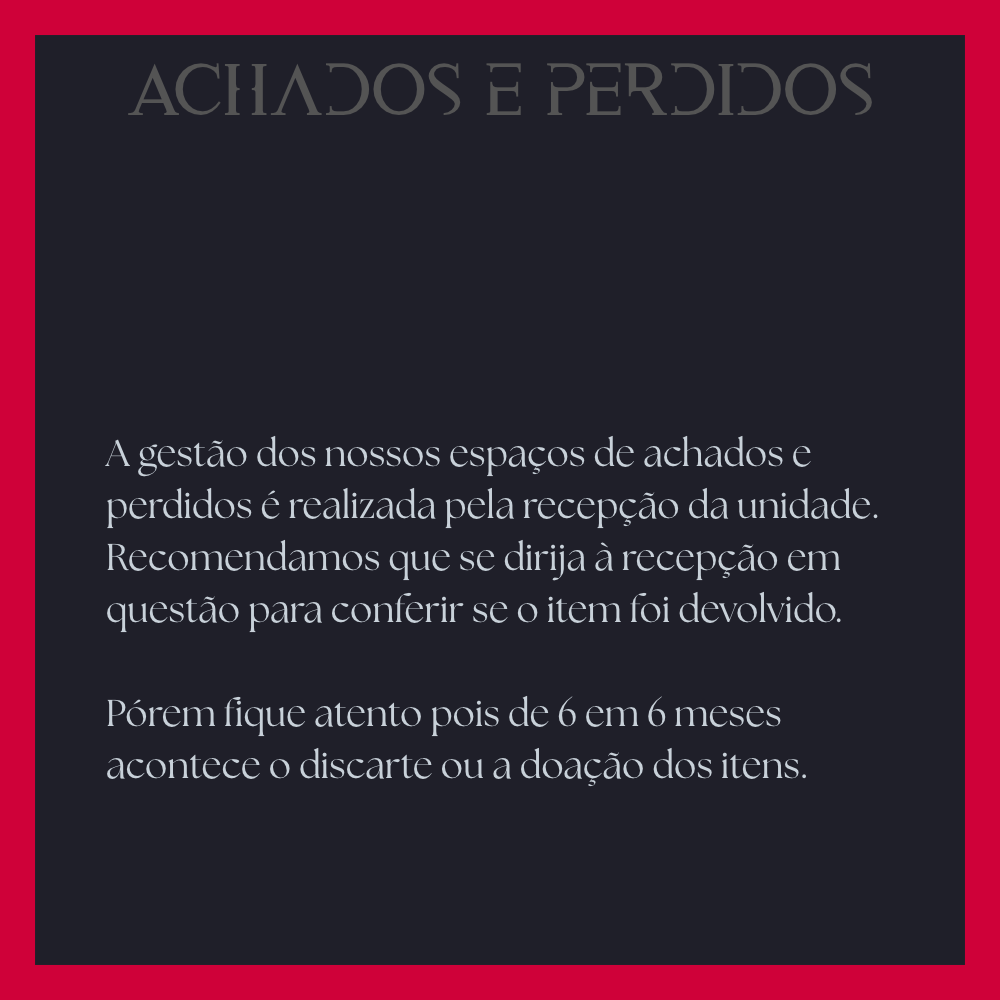 ACHADOS E PERDIDOS
A gestão dos nossos espaços de achados e
perdidos é realizada pela recepção da unidade.
Recomendamos que se dirija à recepção em
questão para conferir se o item foi devolvido.
Pórem fique atento pois de 6 em 6 meses
acontece o discarte ou a doação dos itens.